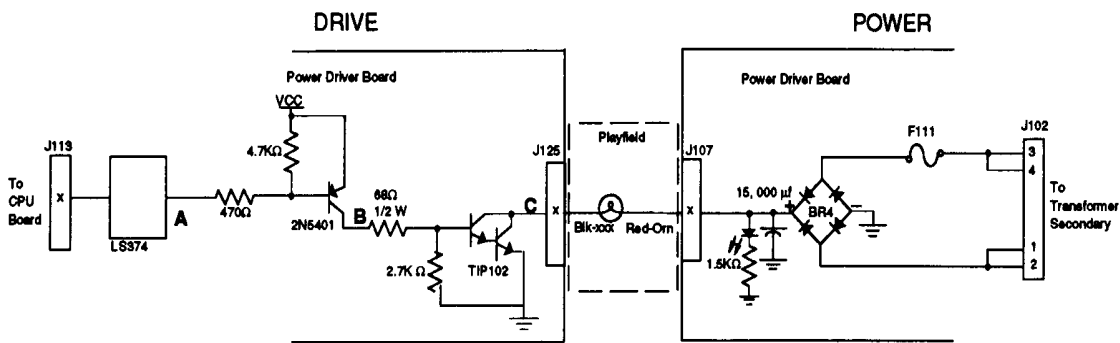 DRIVE
POWER
Power Driver Board
Power Driver Board
VCC
Playfield
F111
J102
J113
4.7KΩ
J125
J107
3
4
To
CPU
Board
x
68Ω
1/2 W
C
x
x
15,000 µf
+
BR4
-
To
Transformer
Secondary
A
470Ω
2N5401
B
Blk-xxx
Red-Orn
1
2
LS374
2.7KΩ
TIP102
1.5KΩ